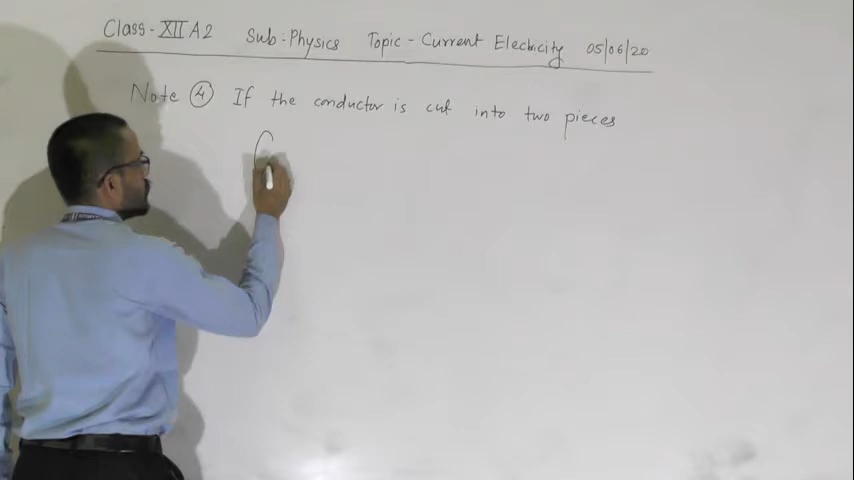 Class - XII A2 Sub : Physics Topic - Current Electricity 05/06/20
Note ④ If the conductor is cut into two pieces